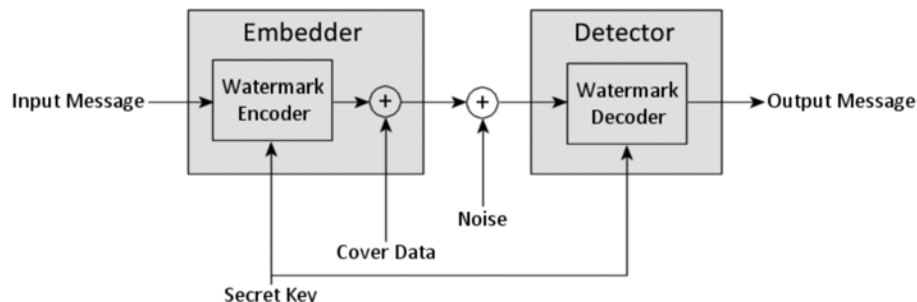 Embedder
Detector
Input Message
Watermark
Encoder
+
+
Watermark
Decoder
Output Message
Noise
Cover Data
Secret Key